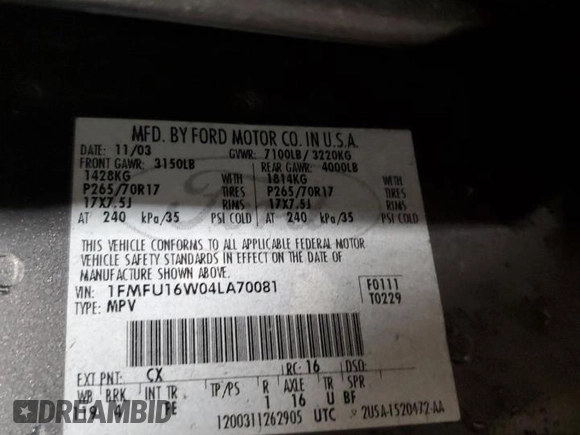 MFD. BY FORD MOTOR CO. IN U.S.A.
DATE: 11/03 GVWR: 7100LB/ 3220KG
FRONT GAWR: 3150LB REAR GAWR: 4000LB
1428KG 1814KG
P265/70R17 TIRES P265/70R17 TIRES
17X7.5J RIMS 17X7.5J RIMS
AT 240 kPa/35 PSI COLD AT 240 kPa/35 PSI COLD
THIS VEHICLE CONFORMS TO ALL APPLICABLE FEDERAL MOTOR
VEHICLE SAFETY STANDARDS IN EFFECT ON THE DATE OF
MANUFACTURE SHOWN ABOVE.
VIN: 1FMFU16W04LA70081 F0111
TYPE: MPV T0229
EXT PNT: CX RC: 16 DSO:
WB BRK INT TR TP/PS R AXLE TR SPR
1 16 U BF
1200311262905 UTC 2U5A-1520472-AA
DREAMBID